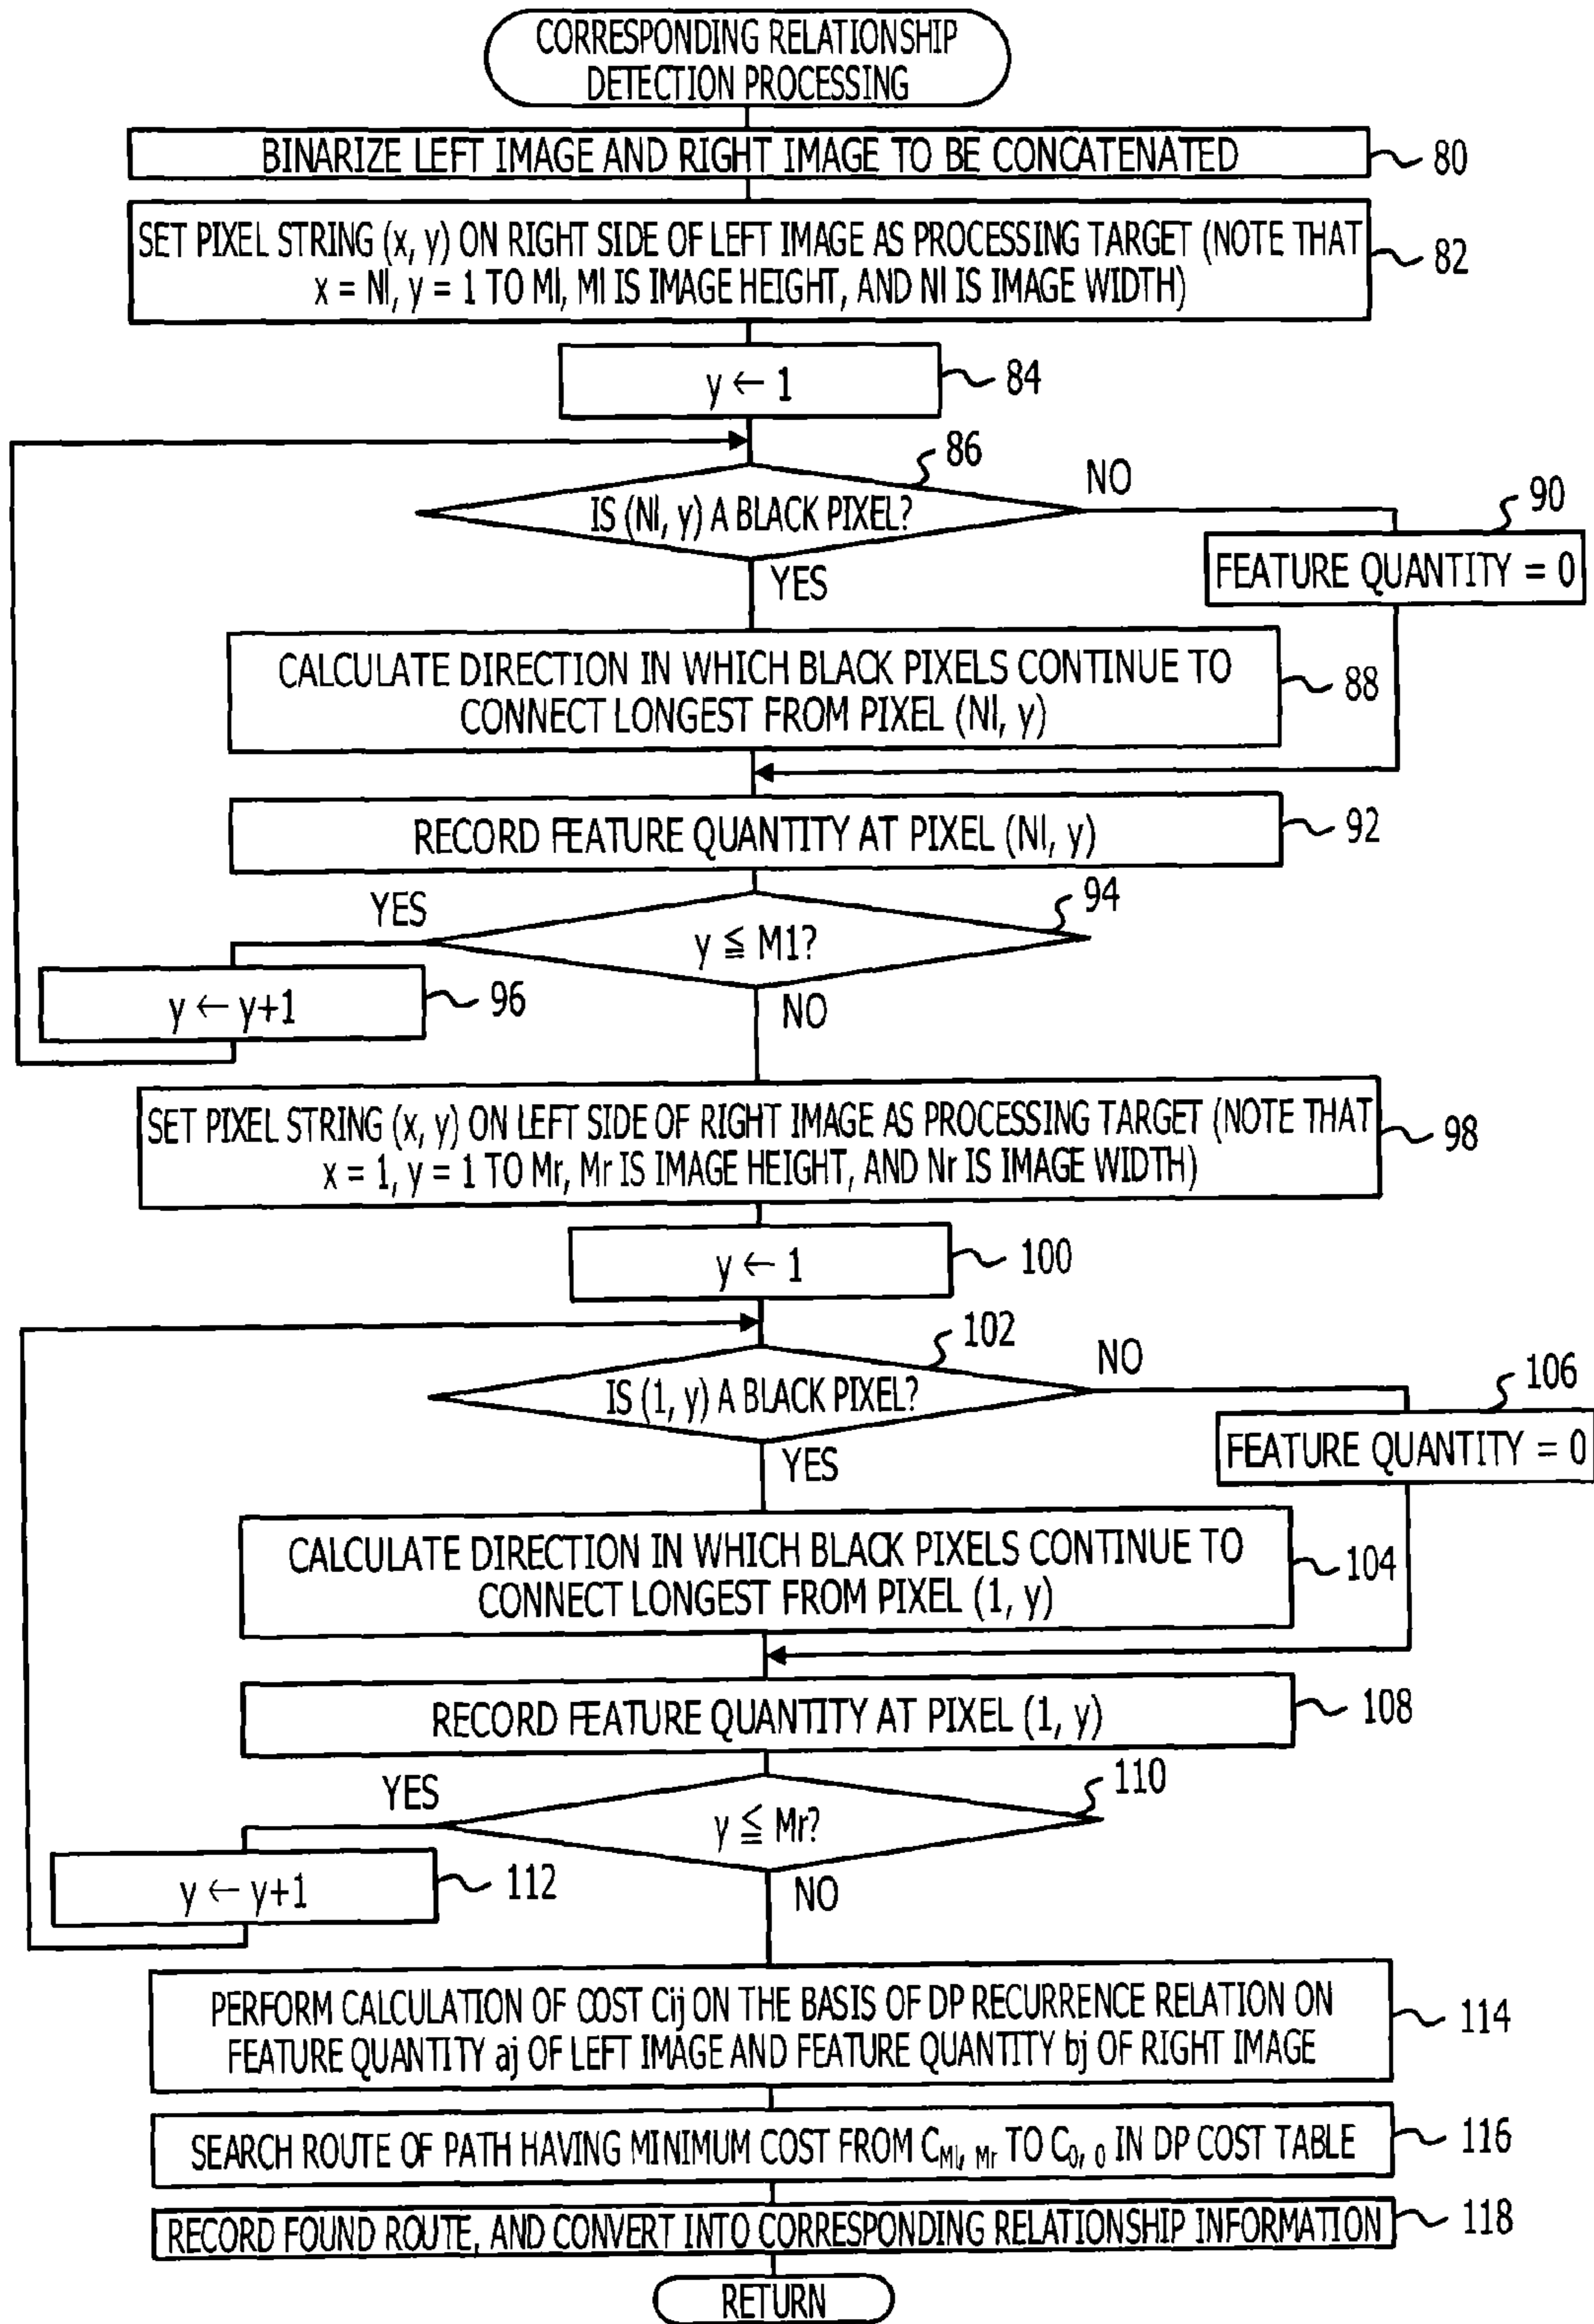 CORRESPONDING RELATIONSHIP
DETECTION PROCESSING
BINARIZE LEFT IMAGE AND RIGHT IMAGE TO BE CONCATENATED
80
SET PIXEL STRING (x, y) ON RIGHT SIDE OF LEFT IMAGE AS PROCESSING TARGET (NOTE THAT
x = Nl, y = 1 TO Ml, Ml IS IMAGE HEIGHT, AND Nl IS IMAGE WIDTH)
82
y ← 1
84
86
IS (Nl, y) A BLACK PIXEL?
NO
90
FEATURE QUANTITY = 0
YES
CALCULATE DIRECTION IN WHICH BLACK PIXELS CONTINUE TO
CONNECT LONGEST FROM PIXEL (Nl, y)
88
RECORD FEATURE QUANTITY AT PIXEL (Nl, y)
92
YES
94
y ≦ M1?
y ← y+1
96
NO
SET PIXEL STRING (x, y) ON LEFT SIDE OF RIGHT IMAGE AS PROCESSING TARGET (NOTE THAT
x = 1, y = 1 TO Mr, Mr IS IMAGE HEIGHT, AND Nr IS IMAGE WIDTH)
98
y ← 1
100
102
IS (1, y) A BLACK PIXEL?
NO
106
FEATURE QUANTITY = 0
YES
CALCULATE DIRECTION IN WHICH BLACK PIXELS CONTINUE TO
CONNECT LONGEST FROM PIXEL (1, y)
104
RECORD FEATURE QUANTITY AT PIXEL (1, y)
108
YES
110
y ≦ Mr?
y ← y+1
112
NO
PERFORM CALCULATION OF COST Cij ON THE BASIS OF DP RECURRENCE RELATION ON
FEATURE QUANTITY aj OF LEFT IMAGE AND FEATURE QUANTITY bj OF RIGHT IMAGE
114
SEARCH ROUTE OF PATH HAVING MINIMUM COST FROM CMl, Mr TO C0, 0 IN DP COST TABLE
116
RECORD FOUND ROUTE, AND CONVERT INTO CORRESPONDING RELATIONSHIP INFORMATION
118
RETURN